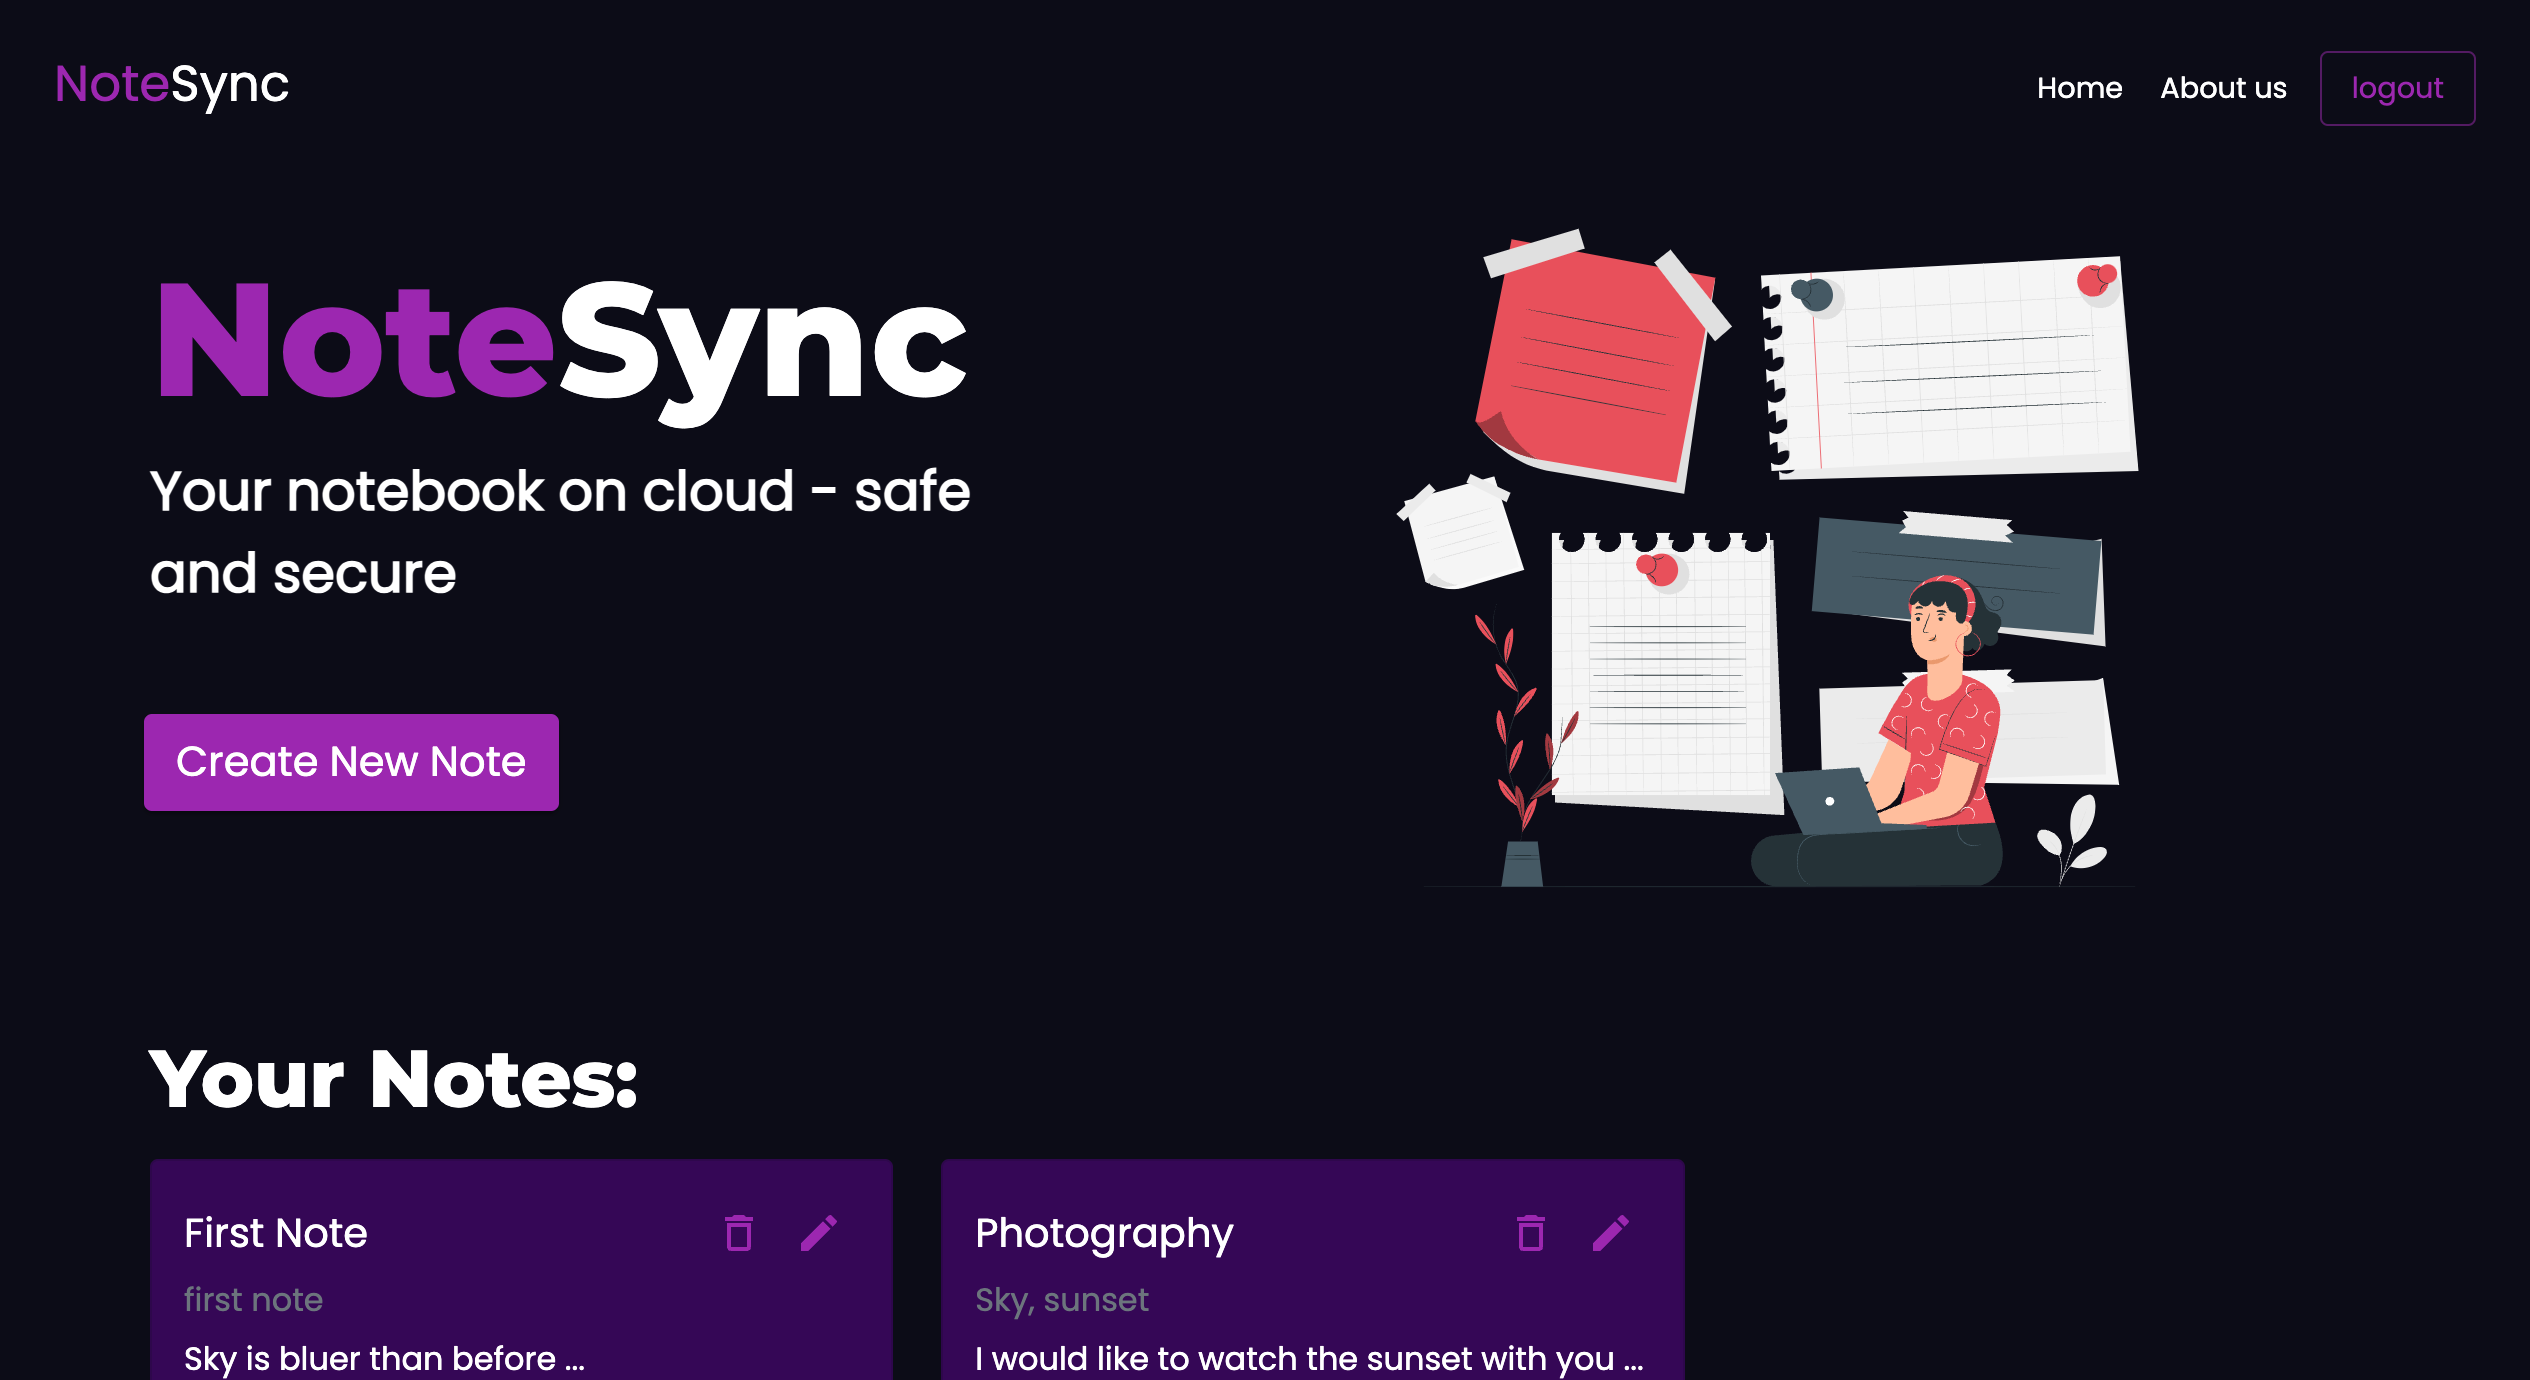 NoteSync
Home
About us
logout
NoteSync
Your notebook on cloud - safe
and secure
Create New Note
Your Notes:
First Note
first note
Sky is bluer than before ...
Photography
Sky, sunset
I would like to watch the sunset with you ...